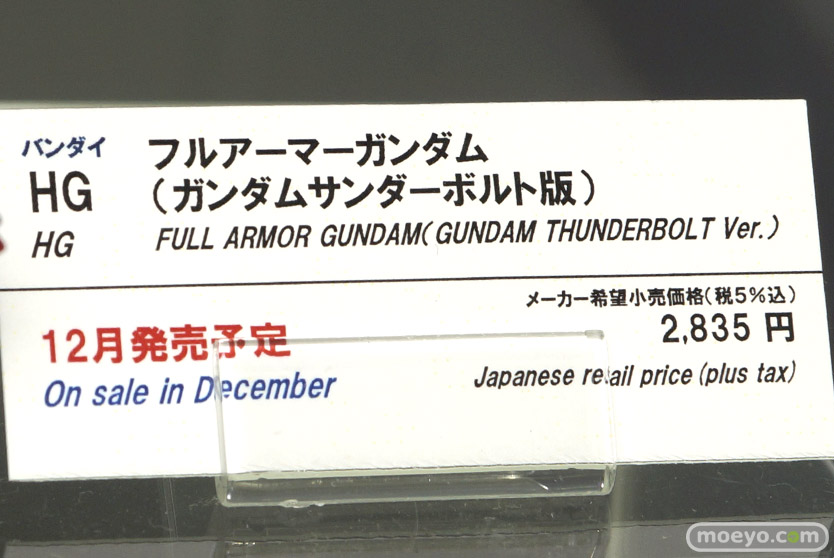 バンダイ
HG
HG
フルアーマーガンダム
(ガンダムサンダーボルト版)
FULL ARMOR GUNDAM(GUNDAM THUNDERBOLT Ver.)
メーカー希望小売価格(税5%込)
2,835 円
Japanese retail price (plus tax)
12月発売予定
On sale in December
moeyo.com